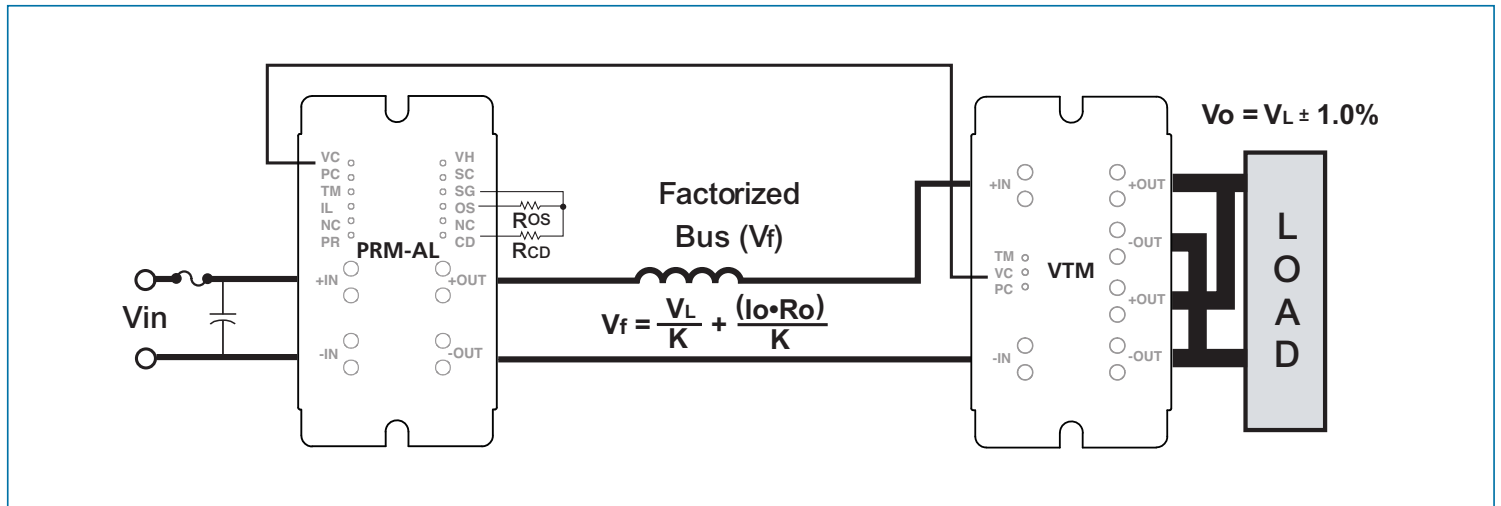 Vo = VL ± 1.0%
VC
PC
TM
IL
NC
PR
VH
SC
SG
OS
NC
CD
ROS
RCD
PRM-AL
+IN
-IN
+OUT
-OUT
Vin
Factorized
Bus (Vf)
Vf = VL/K + (Io•Ro)/K
+IN
TM
VC
PC
-IN
VTM
+OUT
-OUT
+OUT
-OUT
L
O
A
D